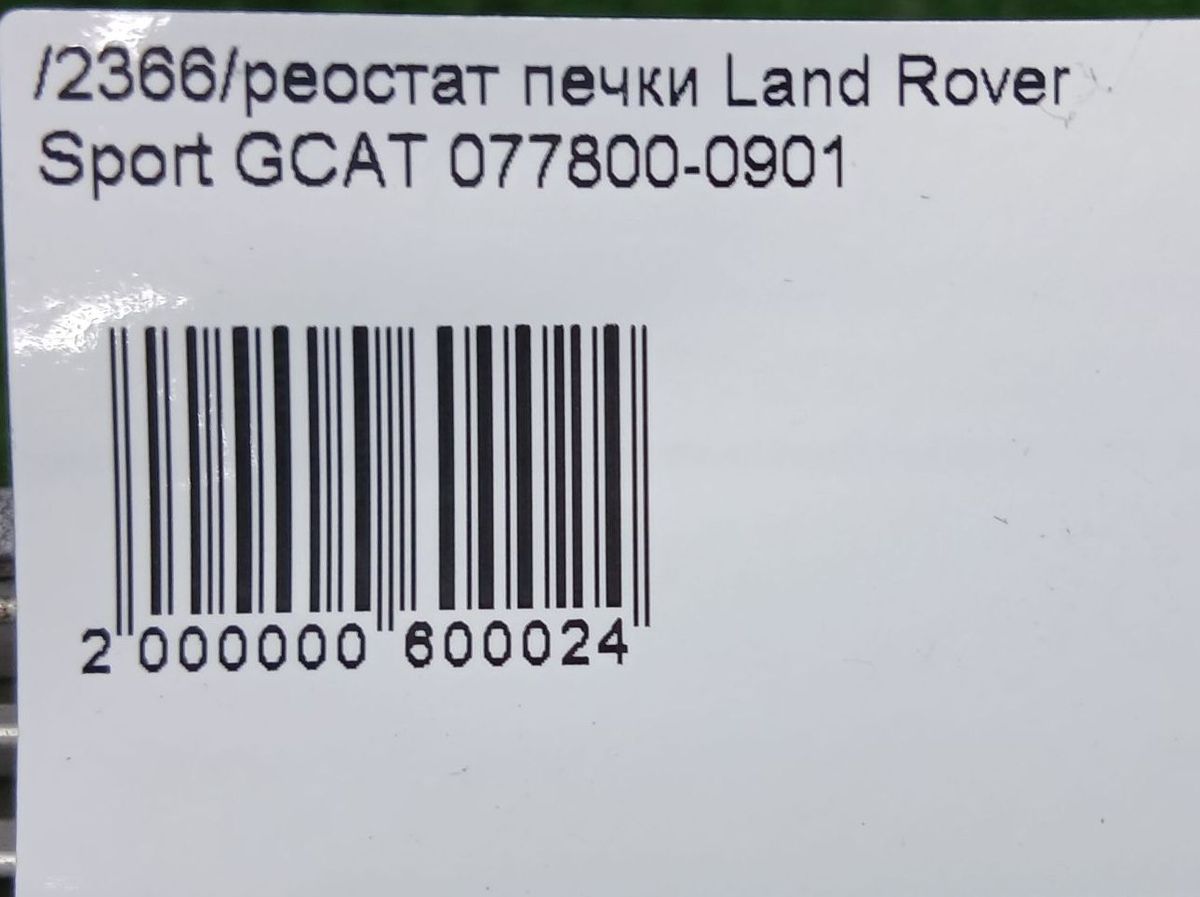 /2366/реостат печки Land Rover
Sport GCAT 077800-0901
2 000000 600024